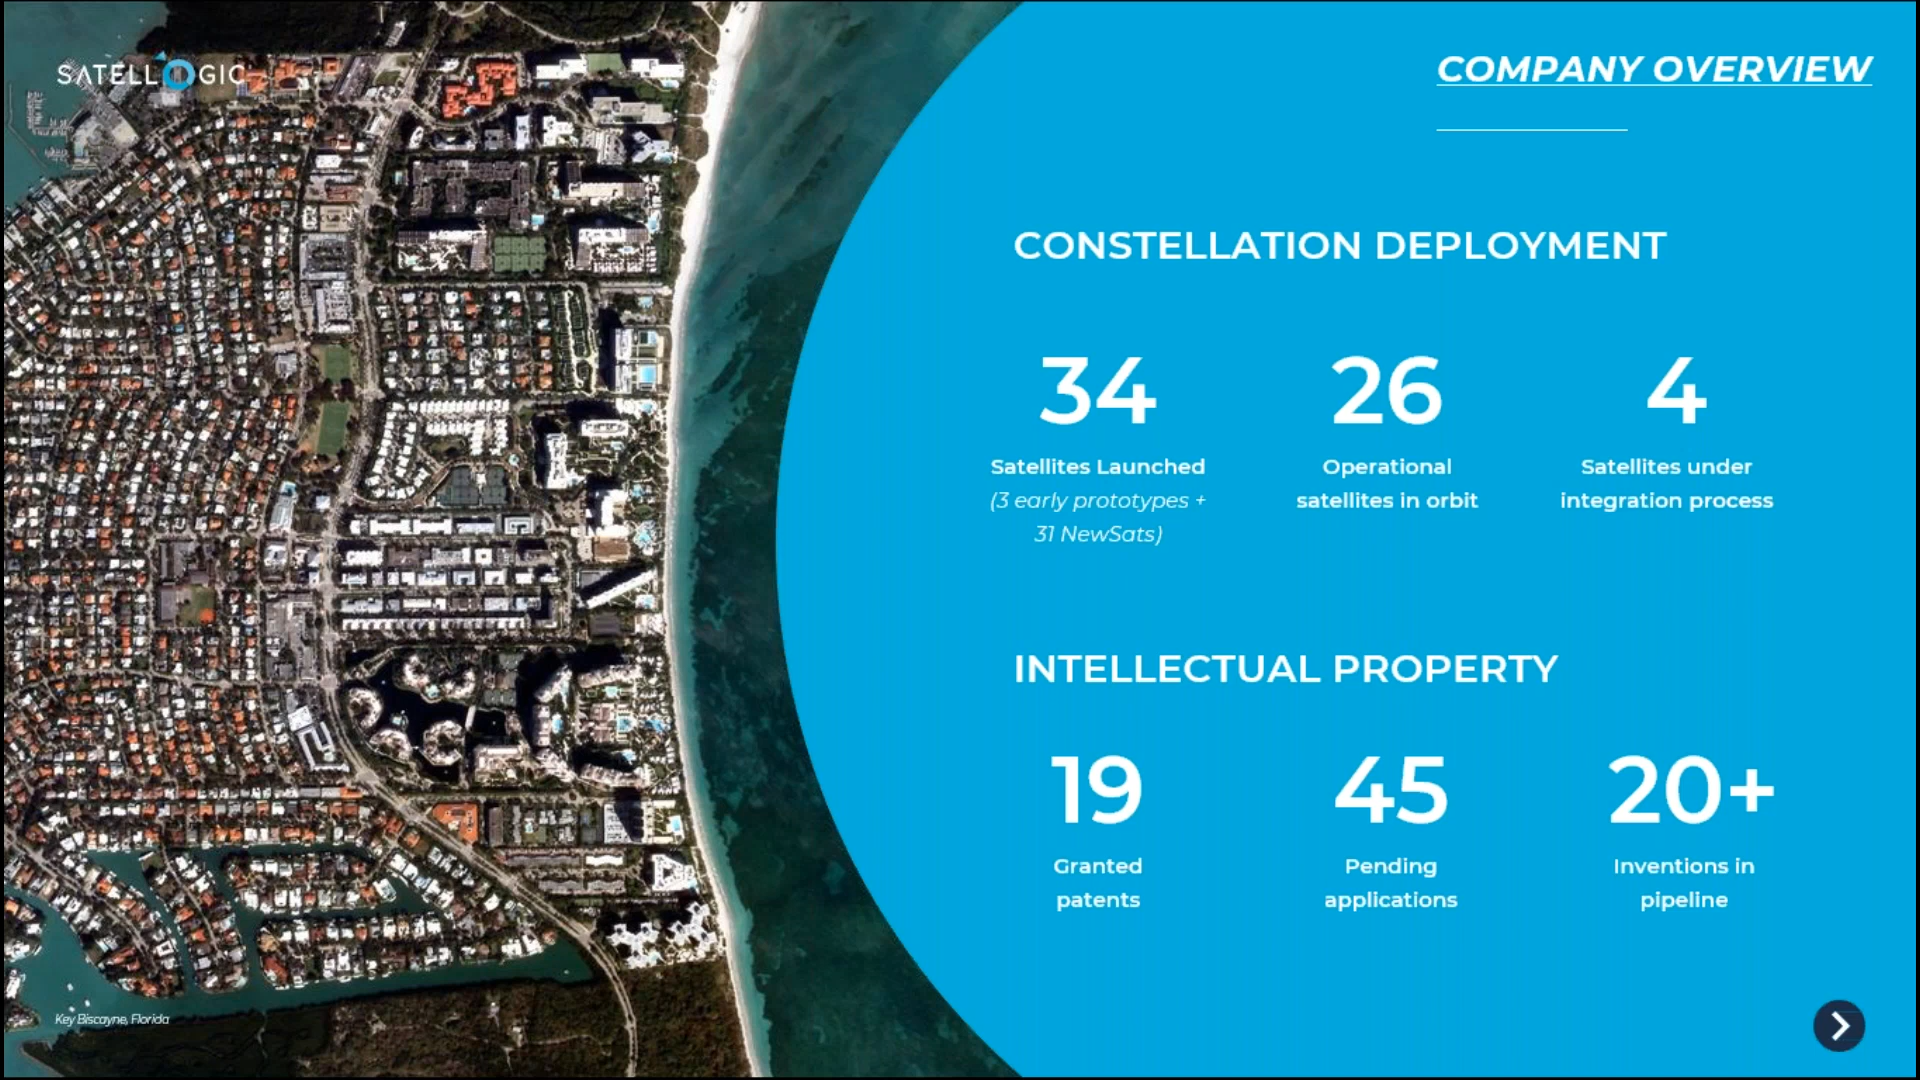 SATELLOGIC
COMPANY OVERVIEW
CONSTELLATION DEPLOYMENT
34
Satellites Launched
(3 early prototypes +
31 NewSats)
26
Operational
satellites in orbit
4
Satellites under
integration process
INTELLECTUAL PROPERTY
19
Granted
patents
45
Pending
applications
20+
Inventions in
pipeline
Key Biscayne, Florida